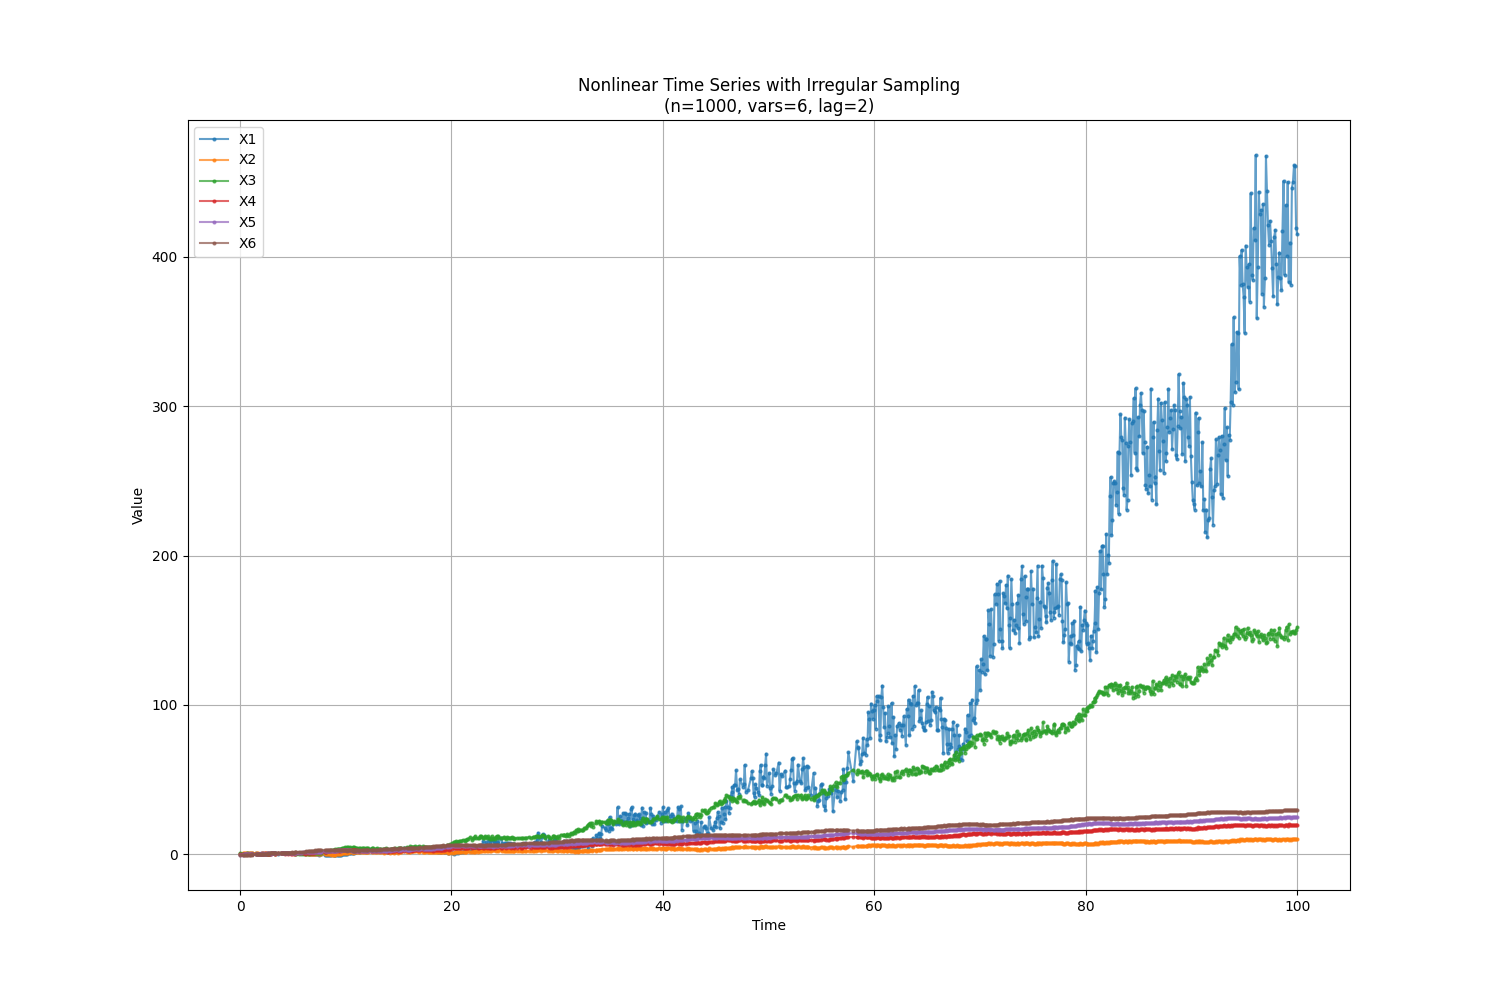 Nonlinear Time Series with Irregular Sampling
(n=1000, vars=6, lag=2)
X1
X2
X3
X4
X5
X6
Value
400
300
200
100
0
0 20 40 60 80 100
Time